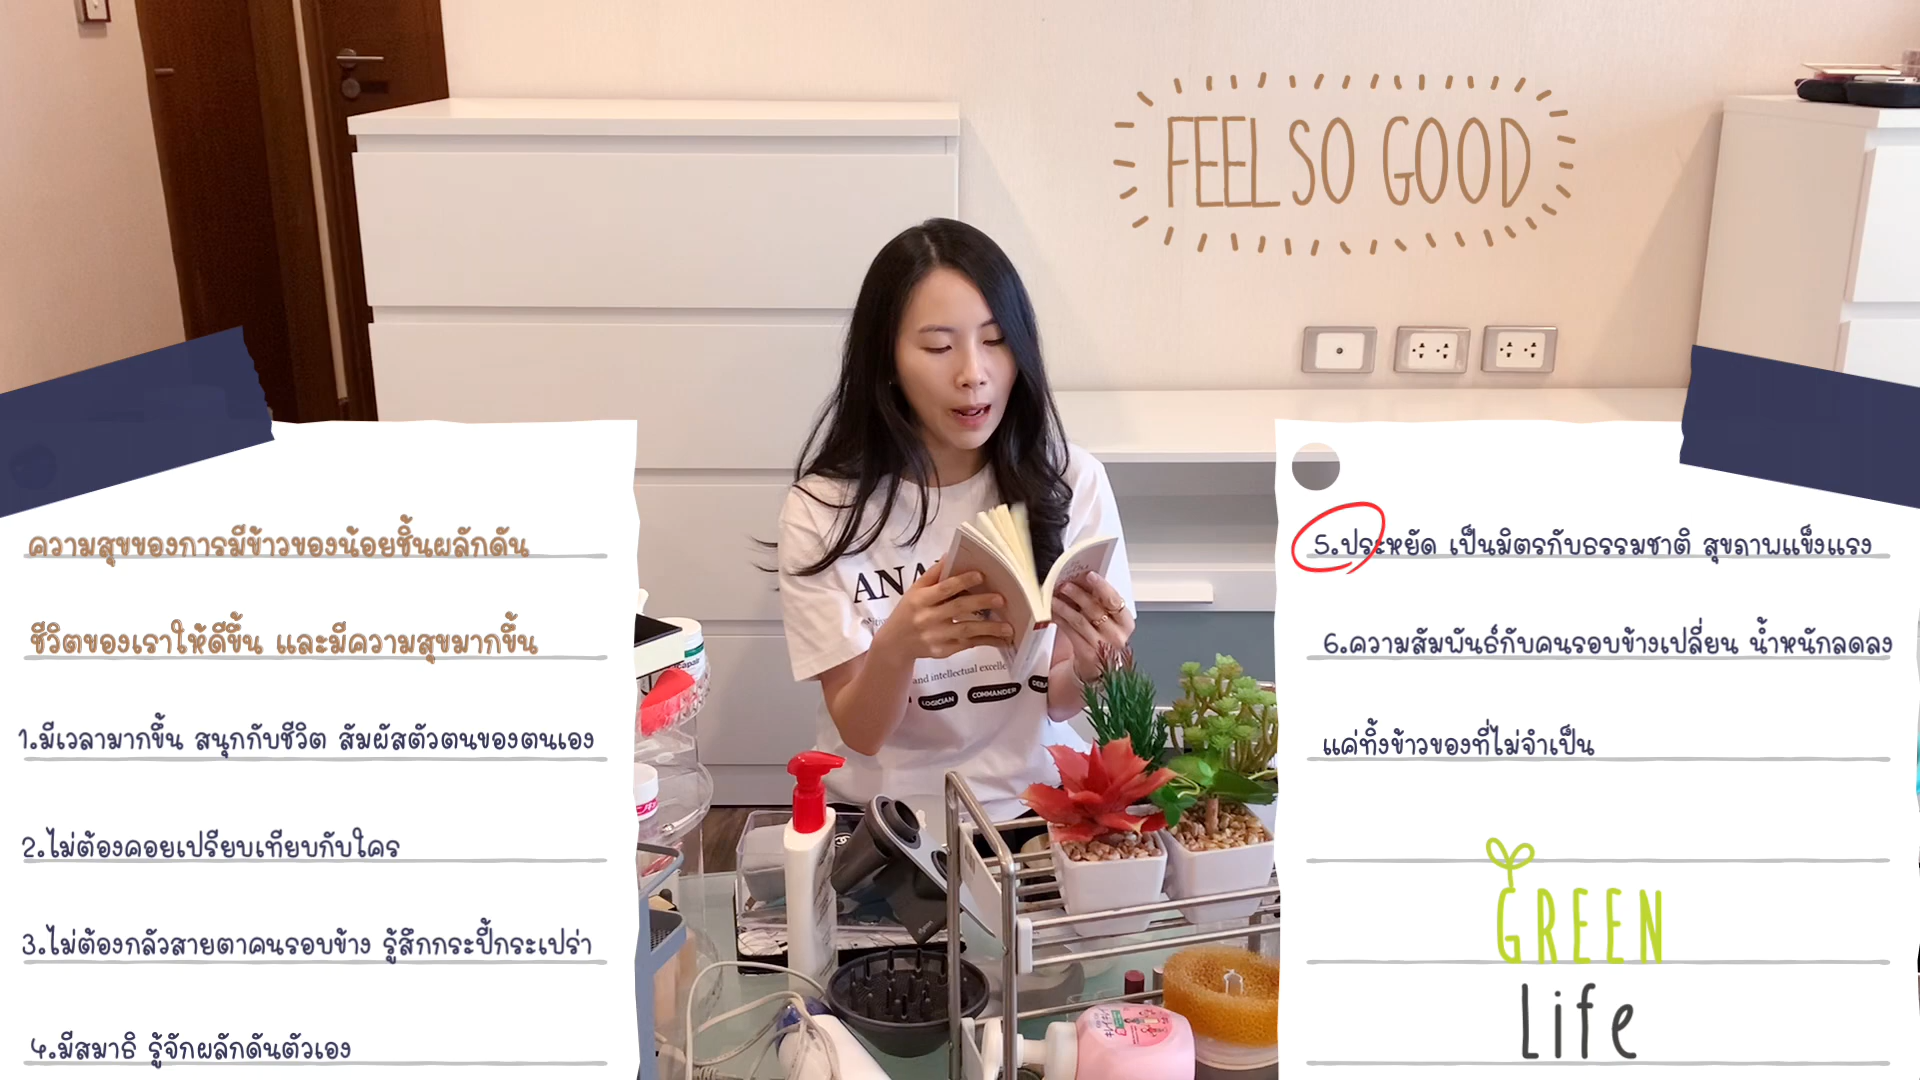 FEEL SO GOOD
ความสุขของการมีข้าวของน้อยชิ้นผลักดัน
ชีวิตของเราให้ดีขึ้น และมีความสุขมากขึ้น
1.มีเวลามากขึ้น สนุกกับชีวิต สัมผัสตัวตนของตนเอง
2.ไม่ต้องคอยเปรียบเทียบกับใคร
3.ไม่ต้องกลัวสายตาคนรอบข้าง รู้สึกกระปี้กระเปร่า
4.มีสมาธิ รู้จักผลักดันตัวเอง
5.ประหยัด เป็นมิตรกับธรรมชาติ สุขภาพแข็งแรง
6.ความสัมพันธ์กับคนรอบข้างเปลี่ยน น้ำหนักลดลง
แค่ทิ้งข้าวของที่ไม่จำเป็น
GREEN
Life
and intellectual excelle
LOGICIAN
COMMANDER